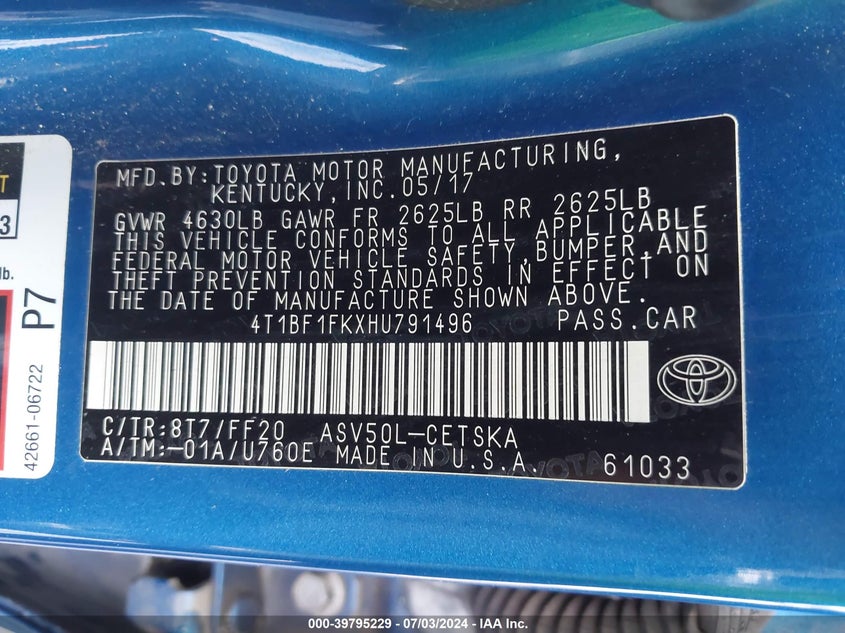 MFD.BY:TOYOTA MOTOR MANUFACTURING,
KENTUCKY,INC.05/17
GVWR 4630LB GAWR FR 2625LB RR 2625LB
THIS VEHICLE CONFORMS TO ALL APPLICABLE
FEDERAL MOTOR VEHICLE SAFETY,BUMPER,AND
THEFT PREVENTION STANDARDS IN EFFECT ON
THE DATE OF MANUFACTURE SHOWN ABOVE.
4T1BF1FKXHU791496 PASS.CAR
C/TR:8T7/FF20 ASV50L-CETSKA
A/TM:-01A/U760E MADE IN U.S.A. 61033
3
lb.
P7
42661-06722
000-39795229 - 07/03/2024 - IAA Inc.